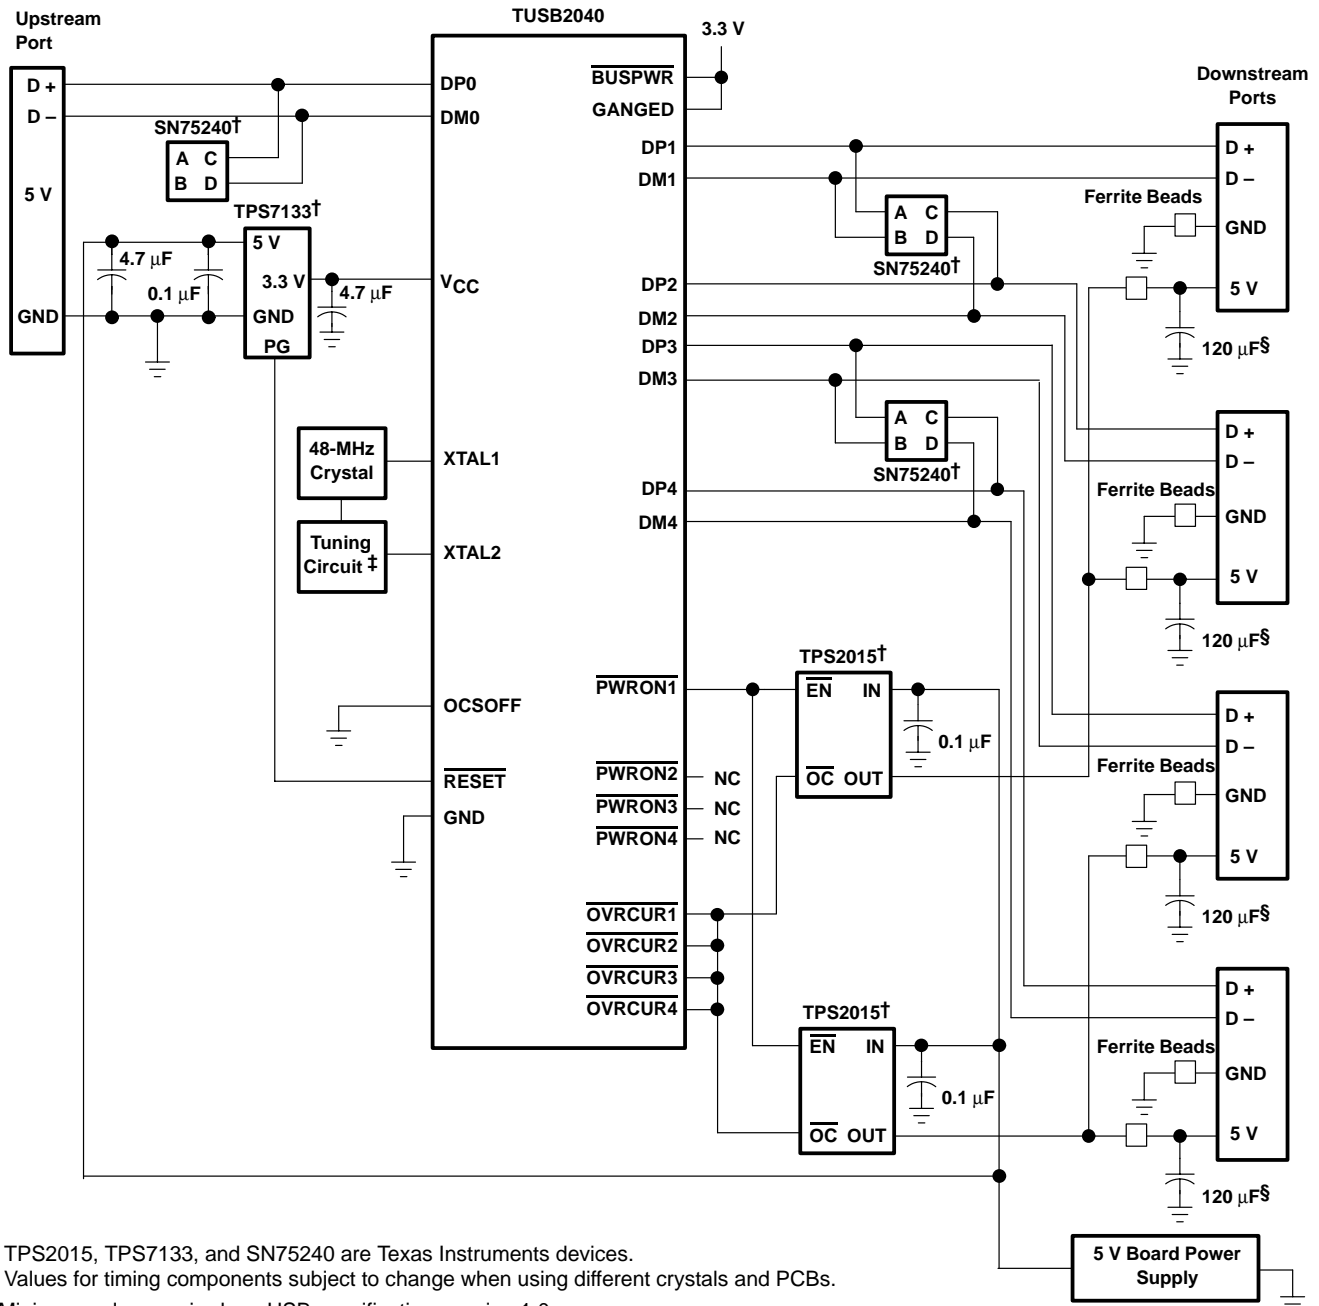 Upstream
Port
TUSB2040
3.3 V
Downstream
Ports
D +
D –
5 V
GND
SN75240†
A C
B D
TPS7133†
5 V
3.3 V
GND
PG
4.7 μF
0.1 μF
4.7 μF
48-MHz
Crystal
Tuning
Circuit ‡
DP0
DM0
VCC
XTAL1
XTAL2
OCSOFF
RESET
GND
BUSPWR
GANGED
DP1
DM1
DP2
DM2
DP3
DM3
DP4
DM4
PWRON1
PWRON2
NC
PWRON3
NC
PWRON4
NC
OVRCUR1
OVRCUR2
OVRCUR3
OVRCUR4
A C
B D
SN75240†
A C
B D
SN75240†
TPS2015†
EN IN
OC OUT
0.1 μF
TPS2015†
EN IN
OC OUT
0.1 μF
D +
D –
Ferrite Beads
GND
5 V
120 μF§
D +
D –
Ferrite Beads
GND
5 V
120 μF§
D +
D –
Ferrite Beads
GND
5 V
120 μF§
D +
D –
Ferrite Beads
GND
5 V
120 μF§
5 V Board Power
Supply
TPS2015, TPS7133, and SN75240 are Texas Instruments devices.
Values for timing components subject to change when using different crystals and PCBs.